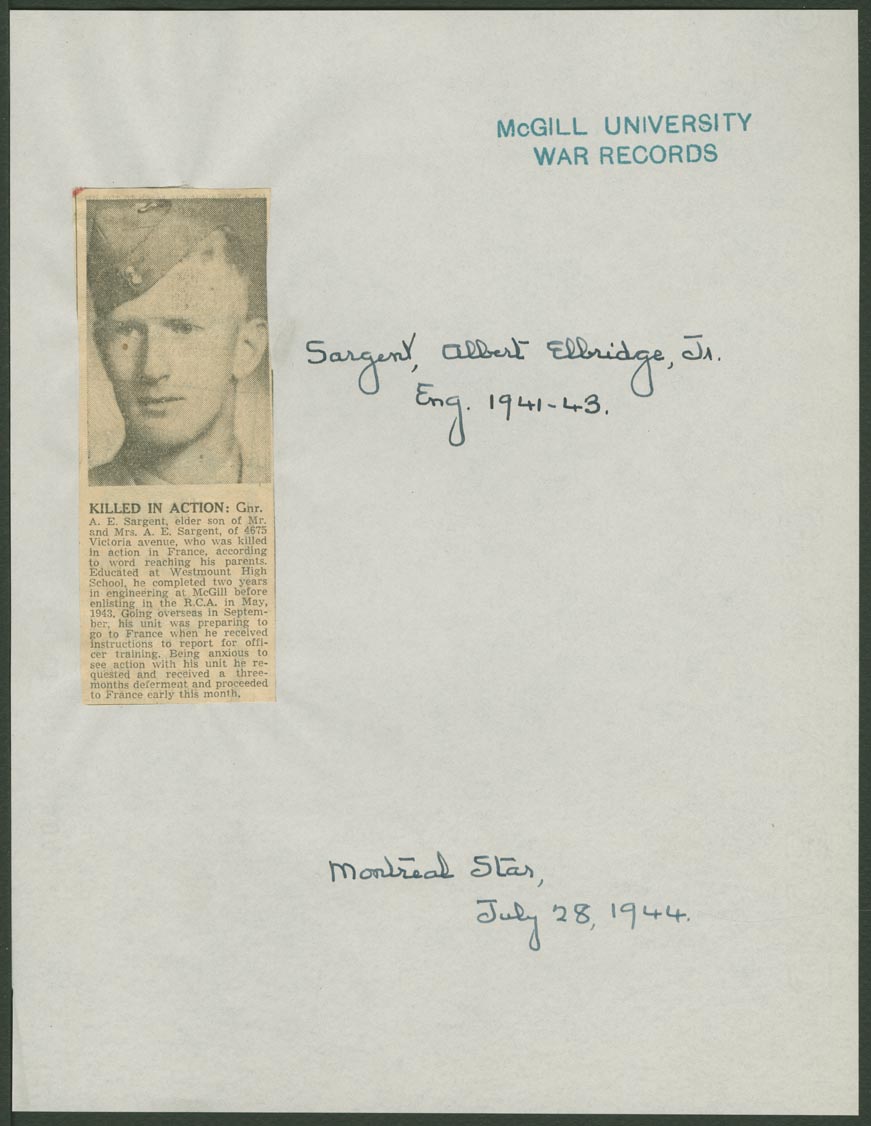 McGILL UNIVERSITY
WAR RECORDS
Sargent, Albert Elbridge, Jr.
Eng. 1941-43.
KILLED IN ACTION: Gnr.
A. E. Sargent, elder son of Mr.
and Mrs. A. E. Sargent, of 4675
Victoria avenue, who was killed
in action in France, according
to word reaching his parents.
Educated at Westmount High
School, he completed two years
in engineering at McGill before
enlisting in the R.C.A. in May,
1943. Going overseas in Septem-
ber, his unit was preparing to
go to France when he received
instructions to report for offi-
cer training. Being anxious to
see action with his unit he re-
quested and received a three-
months deferment and proceeded
to France early this month.
Montreal Star,
July 28, 1944.